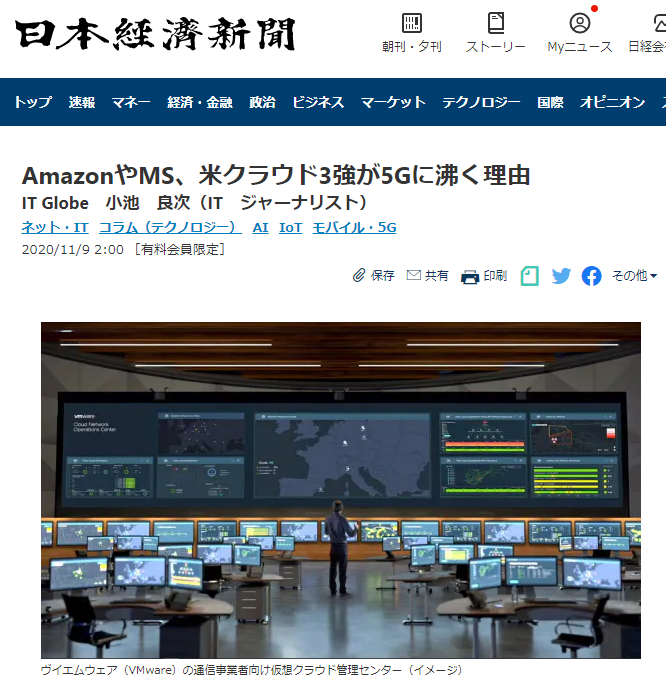 日本経済新聞
朝刊・夕刊 ストーリー Myニュース 日経会
トップ 速報 マネー 経済・金融 政治 ビジネス マーケット テクノロジー 国際 オピニオン
AmazonやMS、米クラウド3強が5Gに沸く理由
IT Globe 小池 良次（IT ジャーナリスト）
ネット・IT コラム（テクノロジー） AI IoT モバイル・5G
2020/11/9 2:00 ［有料会員限定］
保存 共有 印刷 その他
vmware
Cloud Network
Operations Center
ヴイエムウェア（VMware）の通信事業者向け仮想クラウド管理センター（イメージ）